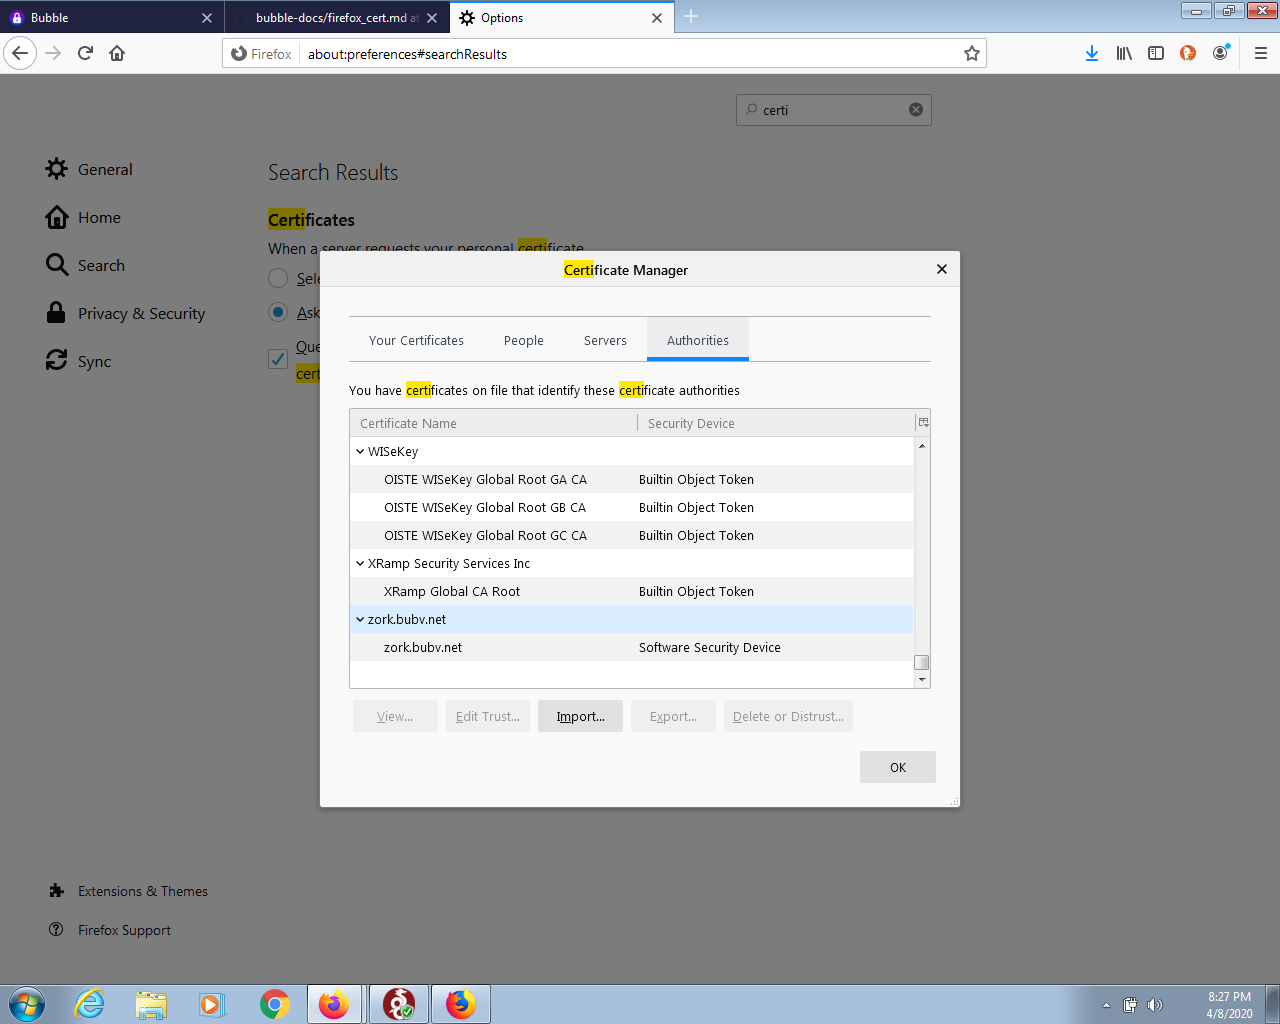 Bubble
bubble-docs/firefox_cert.md at
Options
Firefox
about:preferences#searchResults
certi
General
Home
Search
Privacy & Security
Sync
Search Results
Certificates
When a server requests your personal certificate
Sele
Ask
Que
cert
Certificate Manager
Your Certificates
People
Servers
Authorities
You have certificates on file that identify these certificate authorities
Certificate Name
Security Device
WISeKey
OISTE WISeKey Global Root GA CA
Builtin Object Token
OISTE WISeKey Global Root GB CA
Builtin Object Token
OISTE WISeKey Global Root GC CA
Builtin Object Token
XRamp Security Services Inc
XRamp Global CA Root
Builtin Object Token
zork.bubv.net
zork.bubv.net
Software Security Device
View...
Edit Trust...
Import...
Export...
Delete or Distrust...
OK
Extensions & Themes
Firefox Support
8:27 PM
4/8/2020